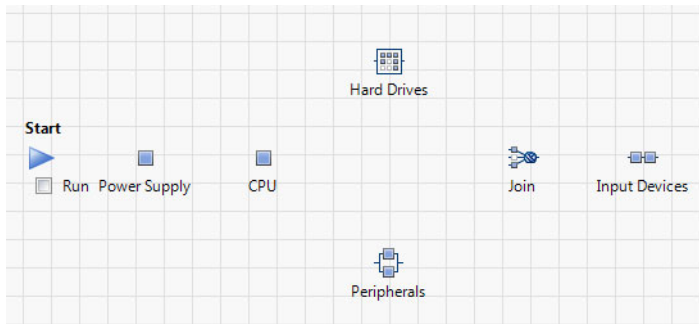 Hard Drives
Start
Run Power Supply CPU Join Input Devices
Peripherals